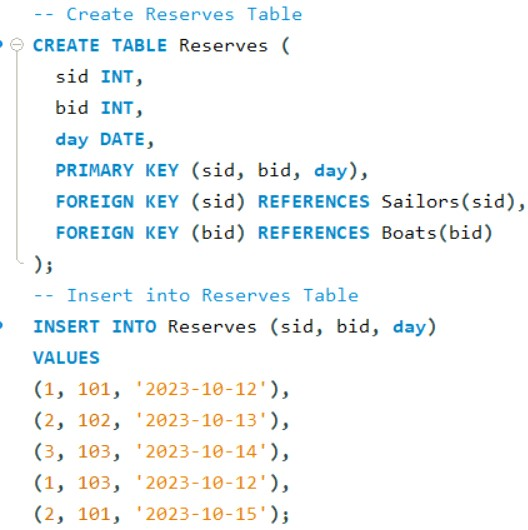 -- Create Reserves Table
CREATE TABLE Reserves (
sid INT,
bid INT,
day DATE,
PRIMARY KEY (sid, bid, day),
FOREIGN KEY (sid) REFERENCES Sailors(sid),
FOREIGN KEY (bid) REFERENCES Boats(bid)
);
-- Insert into Reserves Table
INSERT INTO Reserves (sid, bid, day)
VALUES
(1, 101, '2023-10-12'),
(2, 102, '2023-10-13'),
(3, 103, '2023-10-14'),
(1, 103, '2023-10-12'),
(2, 101, '2023-10-15');